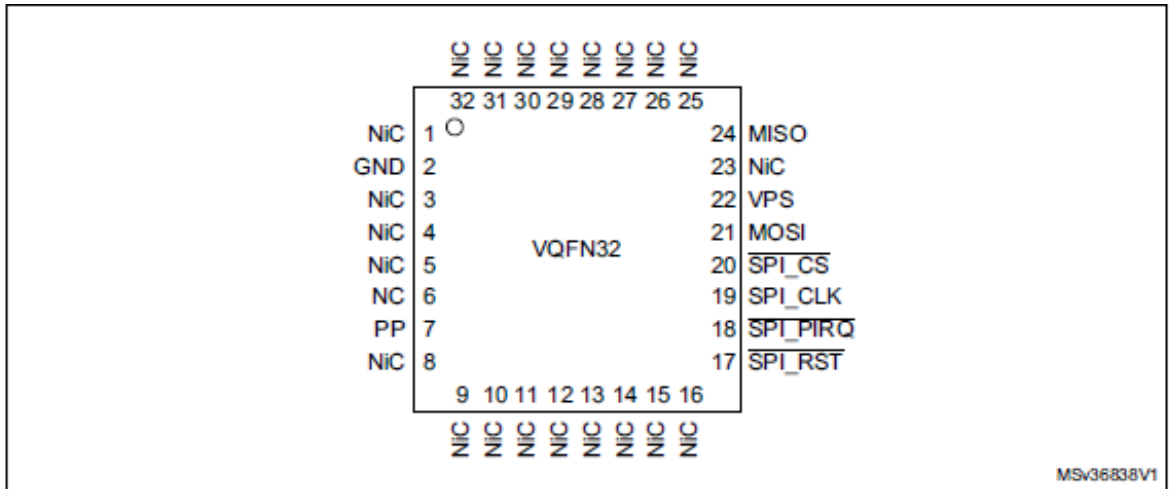 NiC NiC NiC NiC NiC NiC NiC NiC
32 31 30 29 28 27 26 25
NiC 1 24 MISO
GND 2 23 NiC
NiC 3 22 VPS
NiC 4 21 MOSI
VQFN32
NiC 5 20 SPI_CS
NC 6 19 SPI_CLK
PP 7 18 SPI_PIRQ
NiC 8 17 SPI_RST
9 10 11 12 13 14 15 16
NiC NiC NiC NiC NiC NiC NiC NiC
MSv36838V1